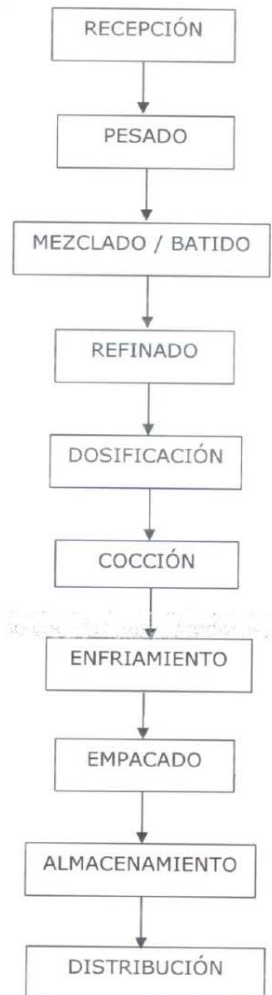 RECEPCIÓN
PESADO
MEZCLADO / BATIDO
REFINADO
DOSIFICACIÓN
COCCIÓN
ENFRIAMIENTO
EMPACADO
ALMACENAMIENTO
DISTRIBUCIÓN